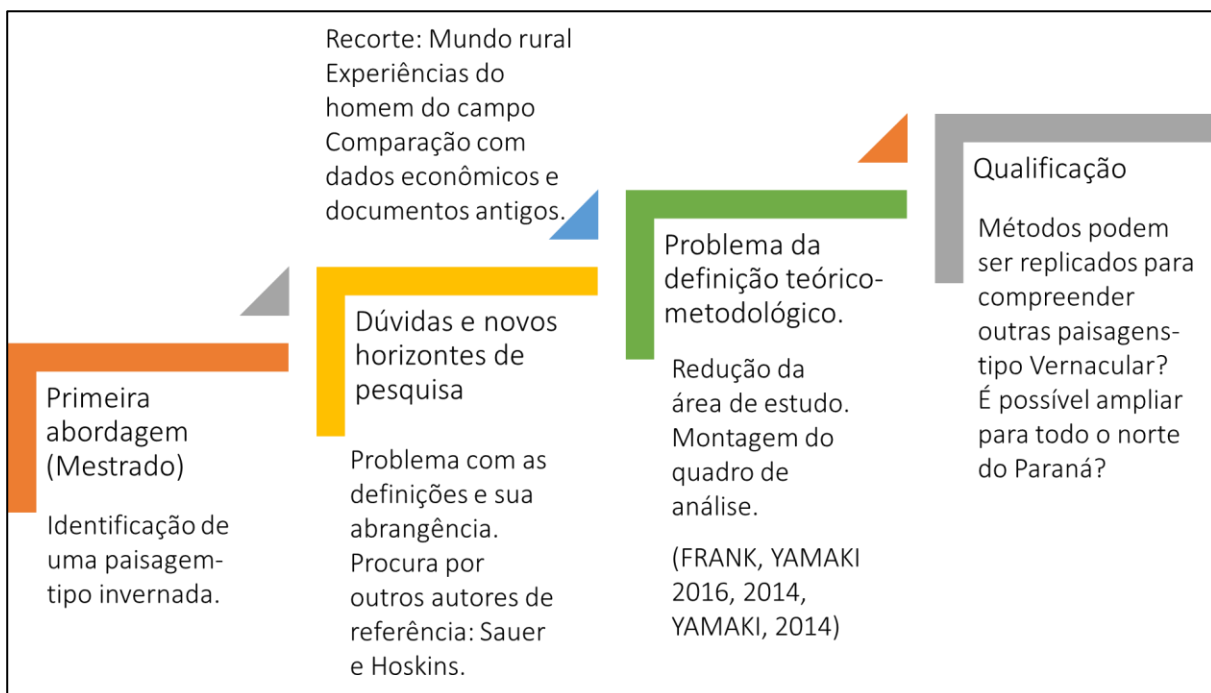 Primeira
abordagem
(Mestrado)
Identificação de
uma paisagem-
tipo invernada.
Recorte: Mundo rural
Experiências do
homem do campo
Comparação com
dados econômicos e
documentos antigos.
Dúvidas e novos
horizontes de
pesquisa
Problema com as
definições e sua
abrangência.
Procura por
outros autores de
referência: Sauer
e Hoskins.
Problema da
definição teórico-
metodológico.
Redução da
área de estudo.
Montagem do
quadro de
análise.
(FRANK, YAMAKI
2016, 2014,
YAMAKI, 2014)
Qualificação
Métodos podem
ser replicados para
compreender
outras paisagens-
tipo Vernacular?
É possível ampliar
para todo o norte
do Paraná?